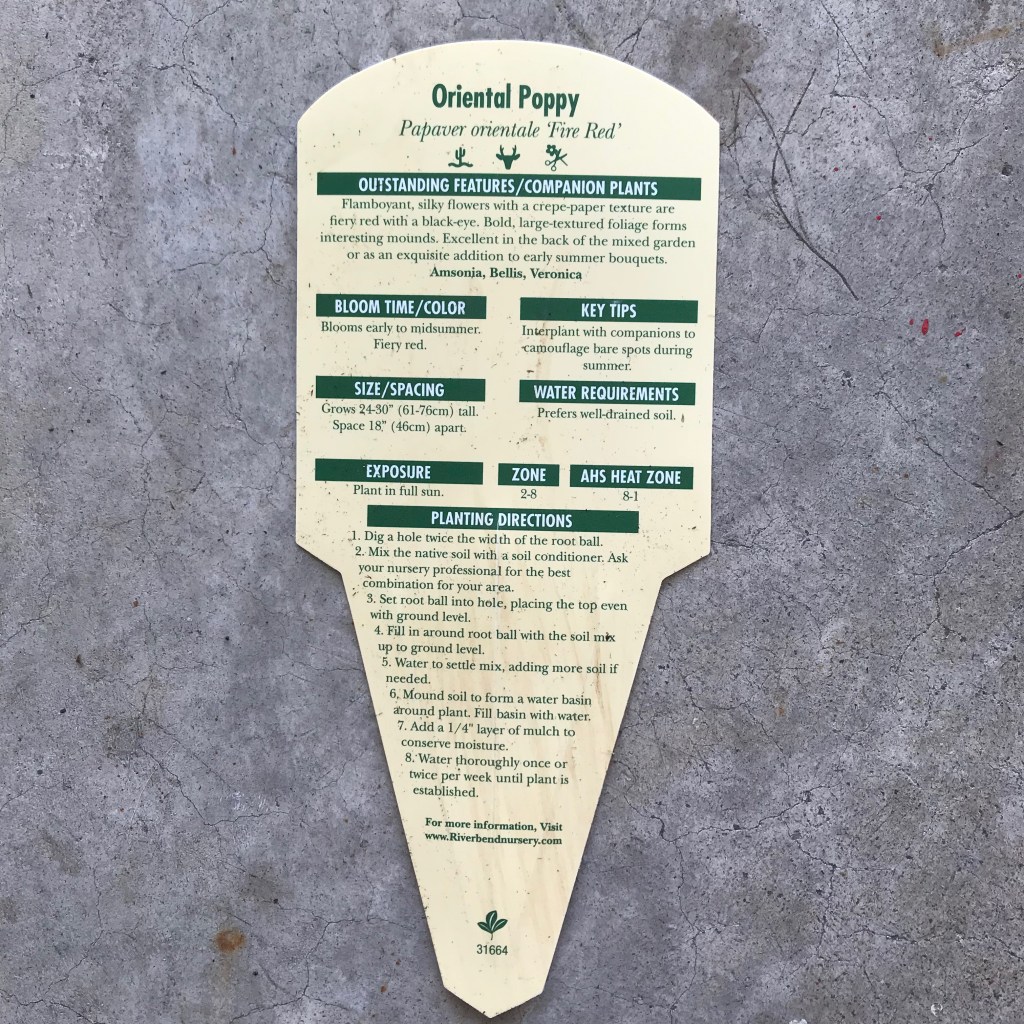 Oriental Poppy
Papaver orientale 'Fire Red'
OUTSTANDING FEATURES/COMPANION PLANTS
Flamboyant, silky flowers with a crepe-paper texture are
fiery red with a black-eye. Bold, large-textured foliage forms
interesting mounds. Excellent in the back of the mixed garden
or as an exquisite addition to early summer bouquets.
Amsonia, Bellis, Veronica
BLOOM TIME/COLOR
Blooms early to midsummer.
Fiery red.
KEY TIPS
Interplant with companions to
camouflage bare spots during
summer.
SIZE/SPACING
Grows 24-30" (61-76cm) tall.
Space 18" (46cm) apart.
WATER REQUIREMENTS
Prefers well-drained soil.
EXPOSURE
Plant in full sun.
ZONE
2-8
AHS HEAT ZONE
8-1
PLANTING DIRECTIONS
1. Dig a hole twice the width of the root ball.
2. Mix the native soil with a soil conditioner. Ask
your nursery professional for the best
combination for your area.
3. Set root ball into hole, placing the top even
with ground level.
4. Fill in around root ball with the soil mix
up to ground level.
5. Water to settle mix, adding more soil if
needed.
6. Mound soil to form a water basin
around plant. Fill basin with water.
7. Add a 1/4" layer of mulch to
conserve moisture.
8. Water thoroughly once or
twice per week until plant is
established.
For more information, Visit
www.Riverbendnursery.com
31664